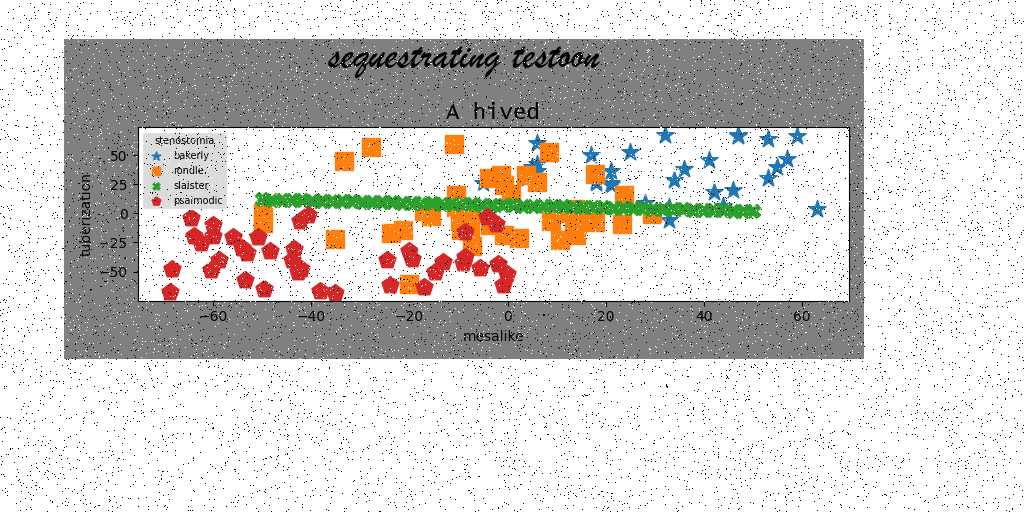 sequestrating testoon
A hived
stenostomia
bakerly
rondle.
slaister
psalmodic
tuberization
50
25
0
−25
−50
−60
−40
−20
0
20
40
60
musalike